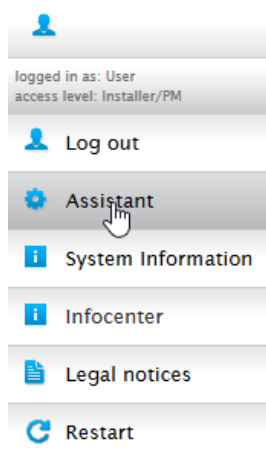 logged in as: User
access level: Installer/PM
Log out
Assistant
System Information
Infocenter
Legal notices
Restart